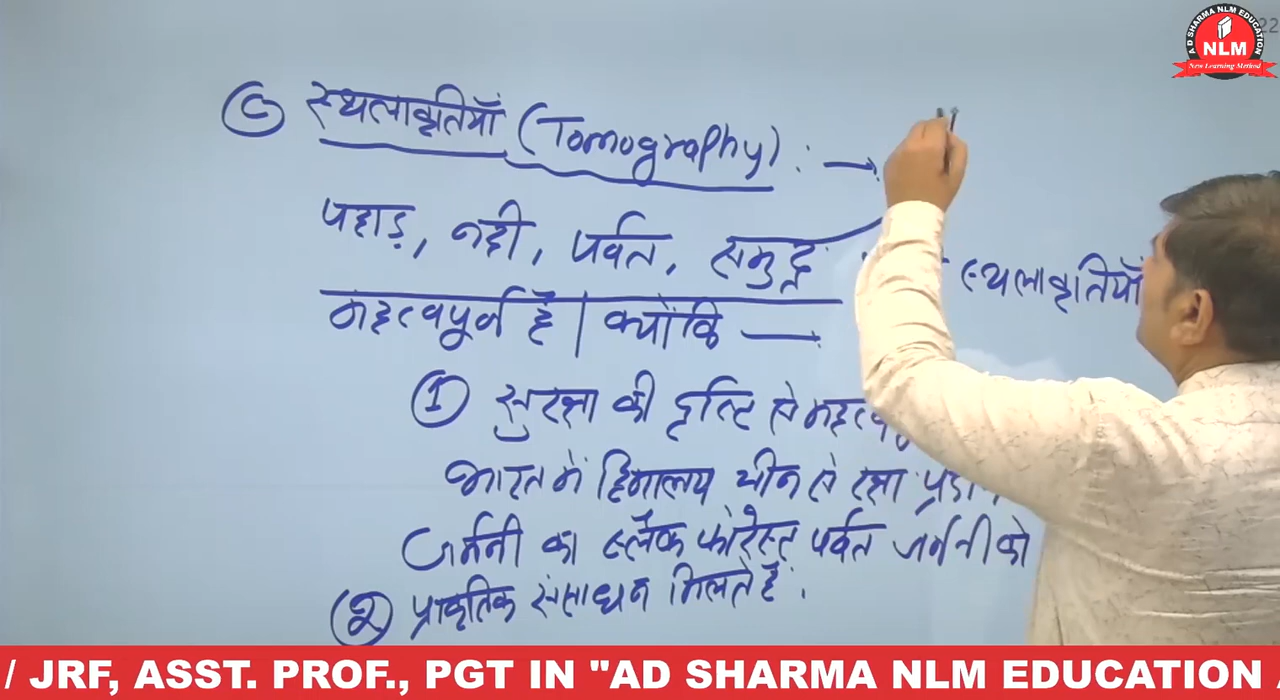 22
A D SHARMA NLM EDUCATION
NLM
New Learning Method
C स्थलाकृतियाँ (Tomography) : →
पहाड़, नदी, पर्वत, समुद्र स्थलाकृतियाँ
महत्वपूर्ण है | क्योंकि —
① सुरक्षा की दृष्टि से
भारत में हिमालय चीन से रक्षा
जर्मनी का ब्लैक फोरेस्ट पर्वत जर्मनी को
② प्राकृतिक संसाधन मिलते हैं .
/ JRF, ASST. PROF., PGT IN "AD SHARMA NLM EDUCATION /